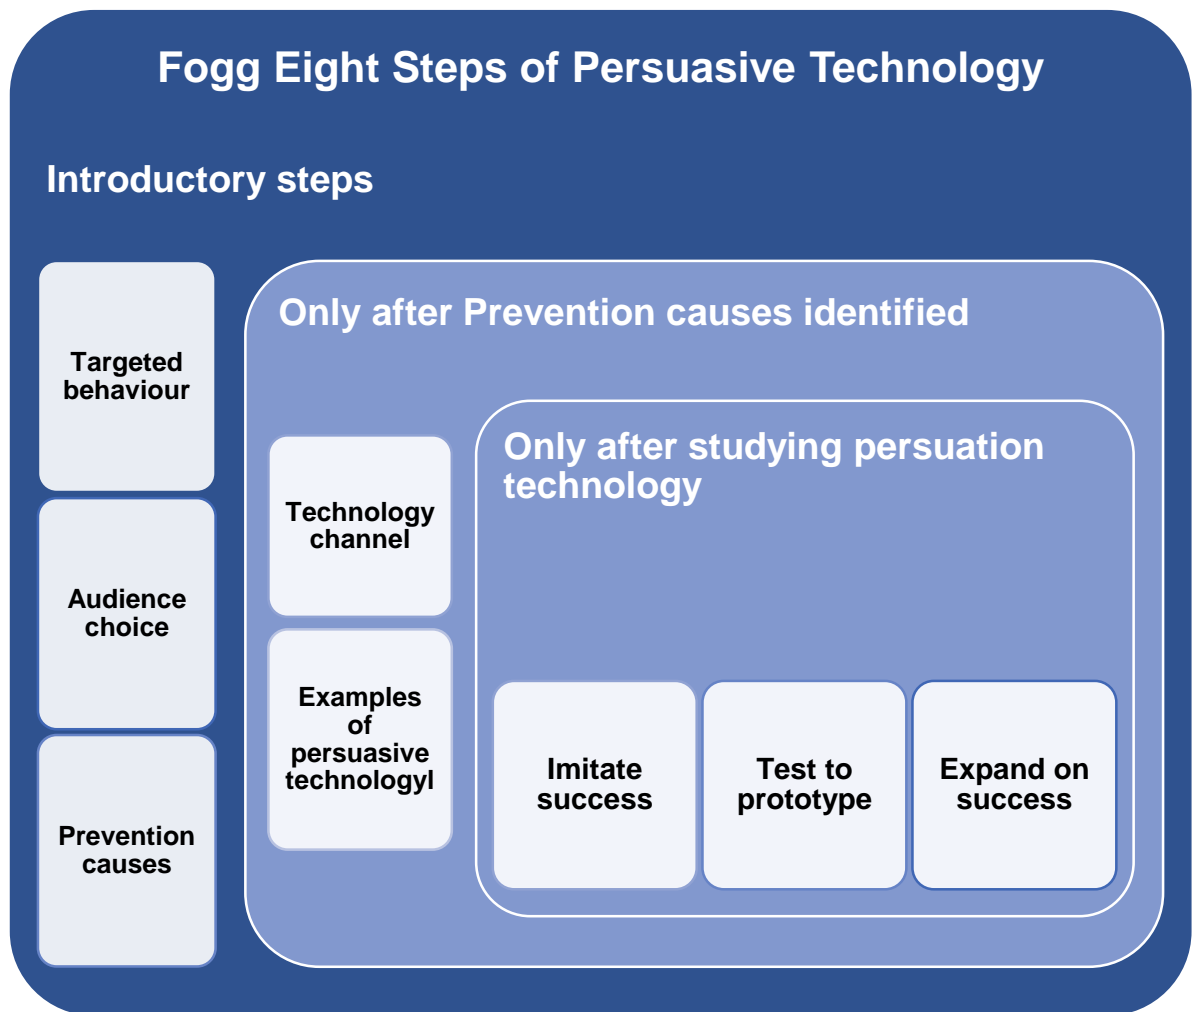 Fogg Eight Steps of Persuasive Technology
Introductory steps
Targeted
behaviour
Audience
choice
Prevention
causes
Only after Prevention causes identified
Technology
channel
Examples
of
persuasive
technologyl
Only after studying persuation
technology
Imitate
success
Test to
prototype
Expand on
success